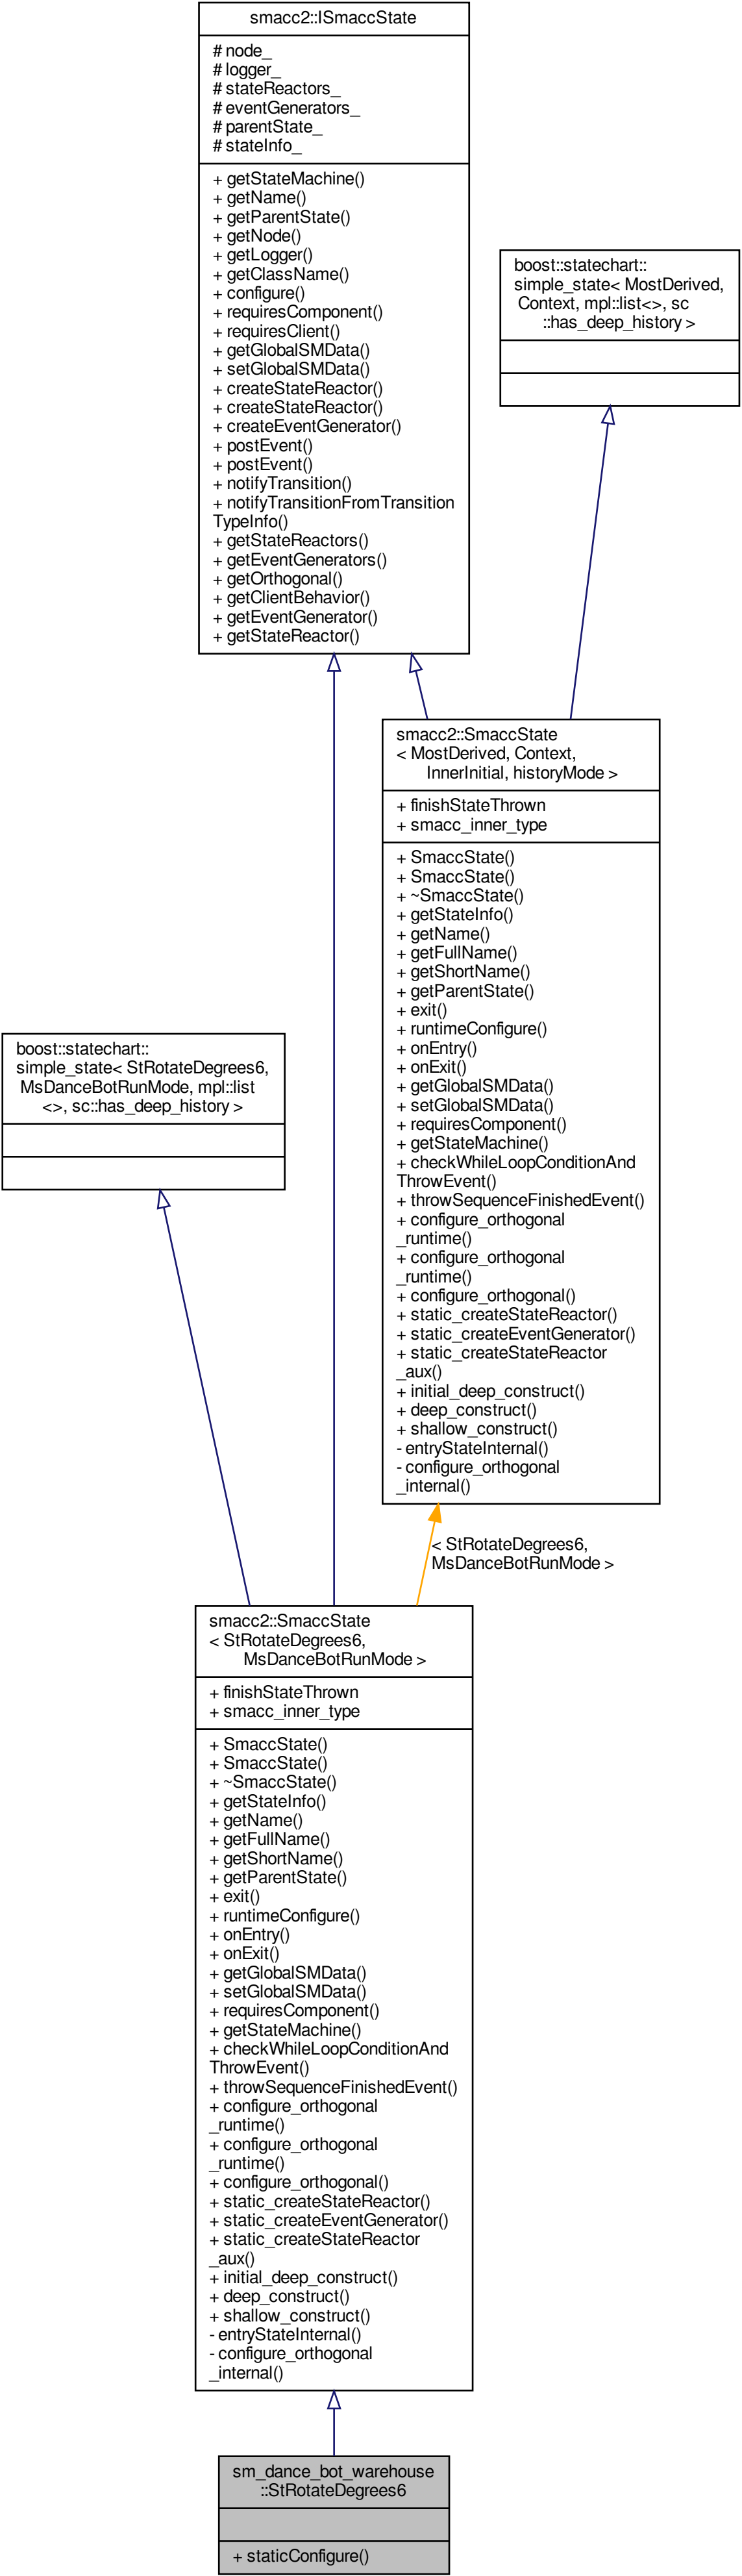 smacc2::ISmaccState
# node_
# logger_
# stateReactors_
# eventGenerators_
# parentState_
# stateInfo_
+ getStateMachine()
+ getName()
+ getParentState()
+ getNode()
+ getLogger()
+ getClassName()
+ configure()
+ requiresComponent()
+ requiresClient()
+ getGlobalSMData()
+ setGlobalSMData()
+ createStateReactor()
+ createStateReactor()
+ createEventGenerator()
+ postEvent()
+ postEvent()
+ notifyTransition()
+ notifyTransitionFromTransition
TypeInfo()
+ getStateReactors()
+ getEventGenerators()
+ getOrthogonal()
+ getClientBehavior()
+ getEventGenerator()
+ getStateReactor()
boost::statechart::
simple_state< MostDerived,
Context, mpl::list<>, sc
::has_deep_history >
smacc2::SmaccState
< MostDerived, Context,
InnerInitial, historyMode >
+ finishStateThrown
+ smacc_inner_type
+ SmaccState()
+ SmaccState()
+ ~SmaccState()
+ getStateInfo()
+ getName()
+ getFullName()
+ getShortName()
+ getParentState()
+ exit()
+ runtimeConfigure()
+ onEntry()
+ onExit()
+ getGlobalSMData()
+ setGlobalSMData()
+ requiresComponent()
+ getStateMachine()
+ checkWhileLoopConditionAnd
ThrowEvent()
+ throwSequenceFinishedEvent()
+ configure_orthogonal
_runtime()
+ configure_orthogonal
_runtime()
+ configure_orthogonal()
+ static_createStateReactor()
+ static_createEventGenerator()
+ static_createStateReactor
_aux()
+ initial_deep_construct()
+ deep_construct()
+ shallow_construct()
- entryStateInternal()
- configure_orthogonal
_internal()
boost::statechart::
simple_state< StRotateDegrees6,
MsDanceBotRunMode, mpl::list
<>, sc::has_deep_history >
< StRotateDegrees6,
MsDanceBotRunMode >
smacc2::SmaccState
< StRotateDegrees6,
MsDanceBotRunMode >
+ finishStateThrown
+ smacc_inner_type
+ SmaccState()
+ SmaccState()
+ ~SmaccState()
+ getStateInfo()
+ getName()
+ getFullName()
+ getShortName()
+ getParentState()
+ exit()
+ runtimeConfigure()
+ onEntry()
+ onExit()
+ getGlobalSMData()
+ setGlobalSMData()
+ requiresComponent()
+ getStateMachine()
+ checkWhileLoopConditionAnd
ThrowEvent()
+ throwSequenceFinishedEvent()
+ configure_orthogonal
_runtime()
+ configure_orthogonal
_runtime()
+ configure_orthogonal()
+ static_createStateReactor()
+ static_createEventGenerator()
+ static_createStateReactor
_aux()
+ initial_deep_construct()
+ deep_construct()
+ shallow_construct()
- entryStateInternal()
- configure_orthogonal
_internal()
sm_dance_bot_warehouse
::StRotateDegrees6
+ staticConfigure()